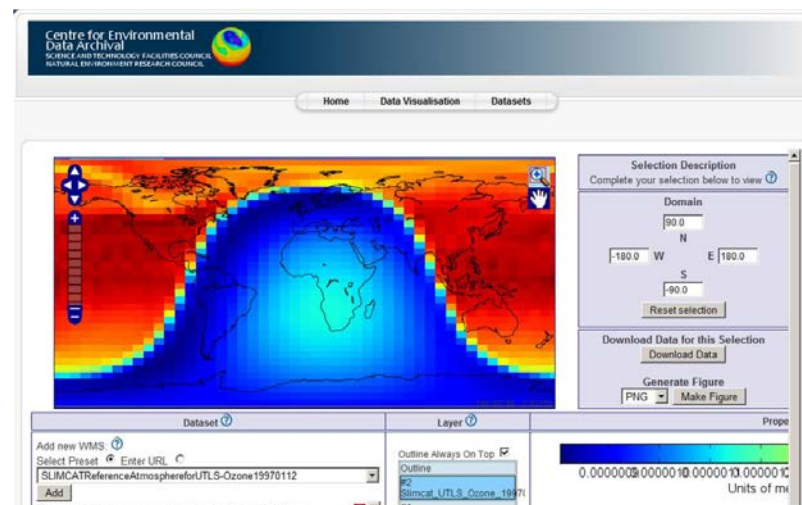 Centre for Environmental
Data Archival
SCIENCE AND TECHNOLOGY FACILITIES COUNCIL
NATURAL ENVIRONMENT RESEARCH COUNCIL
Home Data Visualisation Datasets
Selection Description
Complete your selection below to view
Domain
90.0
N
-180.0 W E 180.0
S
-90.0
Reset selection
Download Data for this Selection
Download Data
Generate Figure
PNG Make Figure
Dataset Layer Prope
Add new WMS:
Select Preset Enter URL
SLIMCATReferenceAtmosphereforUTLS-Ozone19970112
Add
Outline Always On Top
Outline
#2
Slimcat_UTLS_Ozone_1997
Units of me